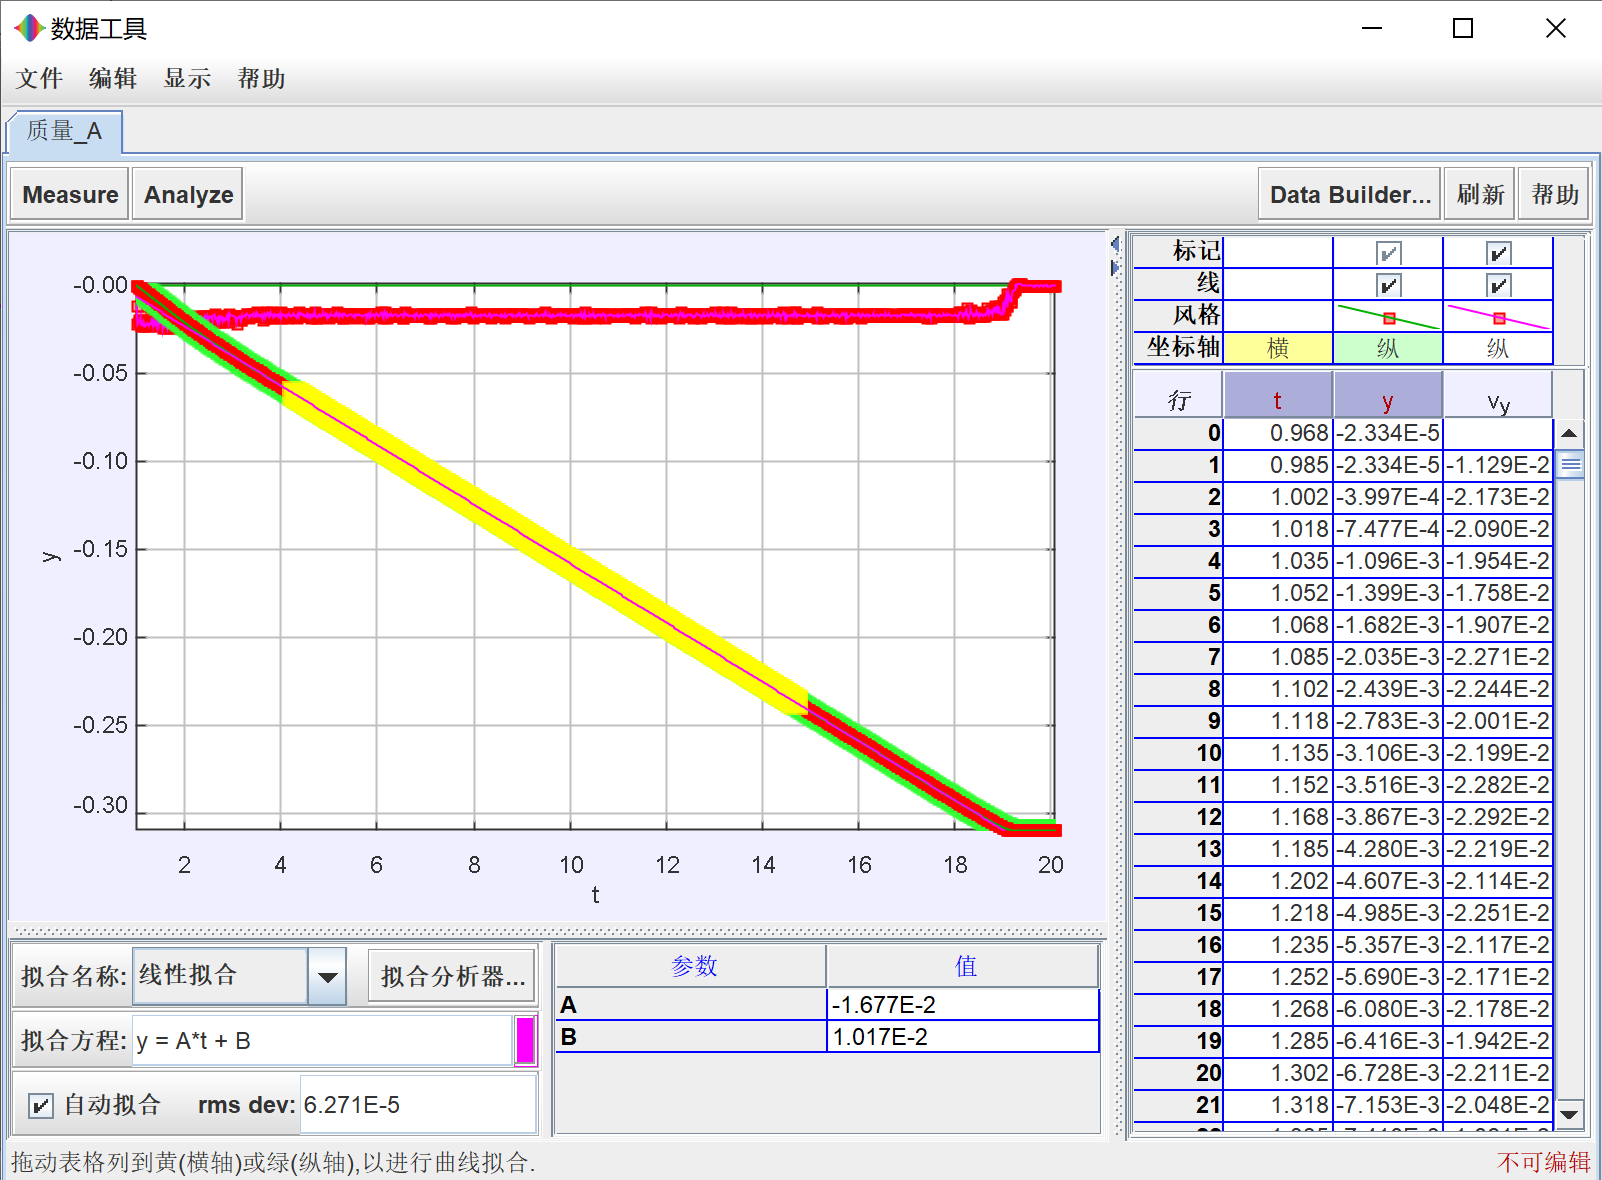 数据工具
文件 编辑 显示 帮助
质量_A
Measure Analyze Data Builder... 刷新 帮助
-0.00
-0.05
-0.10
-0.15
-0.20
-0.25
-0.30
y
2 4 6 8 10 12 14 16 18 20
t
标记
线
风格
坐标轴 横 纵 纵
行 t y vy
0 0.968 -2.334E-5
1 0.985 -2.334E-5 -1.129E-2
2 1.002 -3.997E-4 -2.173E-2
3 1.018 -7.477E-4 -2.090E-2
4 1.035 -1.096E-3 -1.954E-2
5 1.052 -1.399E-3 -1.758E-2
6 1.068 -1.682E-3 -1.907E-2
7 1.085 -2.035E-3 -2.271E-2
8 1.102 -2.439E-3 -2.244E-2
9 1.118 -2.783E-3 -2.001E-2
10 1.135 -3.106E-3 -2.199E-2
11 1.152 -3.516E-3 -2.282E-2
12 1.168 -3.867E-3 -2.292E-2
13 1.185 -4.280E-3 -2.219E-2
14 1.202 -4.607E-3 -2.114E-2
15 1.218 -4.985E-3 -2.251E-2
16 1.235 -5.357E-3 -2.117E-2
17 1.252 -5.690E-3 -2.171E-2
18 1.268 -6.080E-3 -2.178E-2
19 1.285 -6.416E-3 -1.942E-2
20 1.302 -6.728E-3 -2.211E-2
21 1.318 -7.153E-3 -2.048E-2
拟合名称: 线性拟合 拟合分析器...
拟合方程: y = A*t + B
自动拟合 rms dev: 6.271E-5
参数 值
A -1.677E-2
B 1.017E-2
拖动表格列到黄(横轴)或绿(纵轴),以进行曲线拟合.
不可编辑